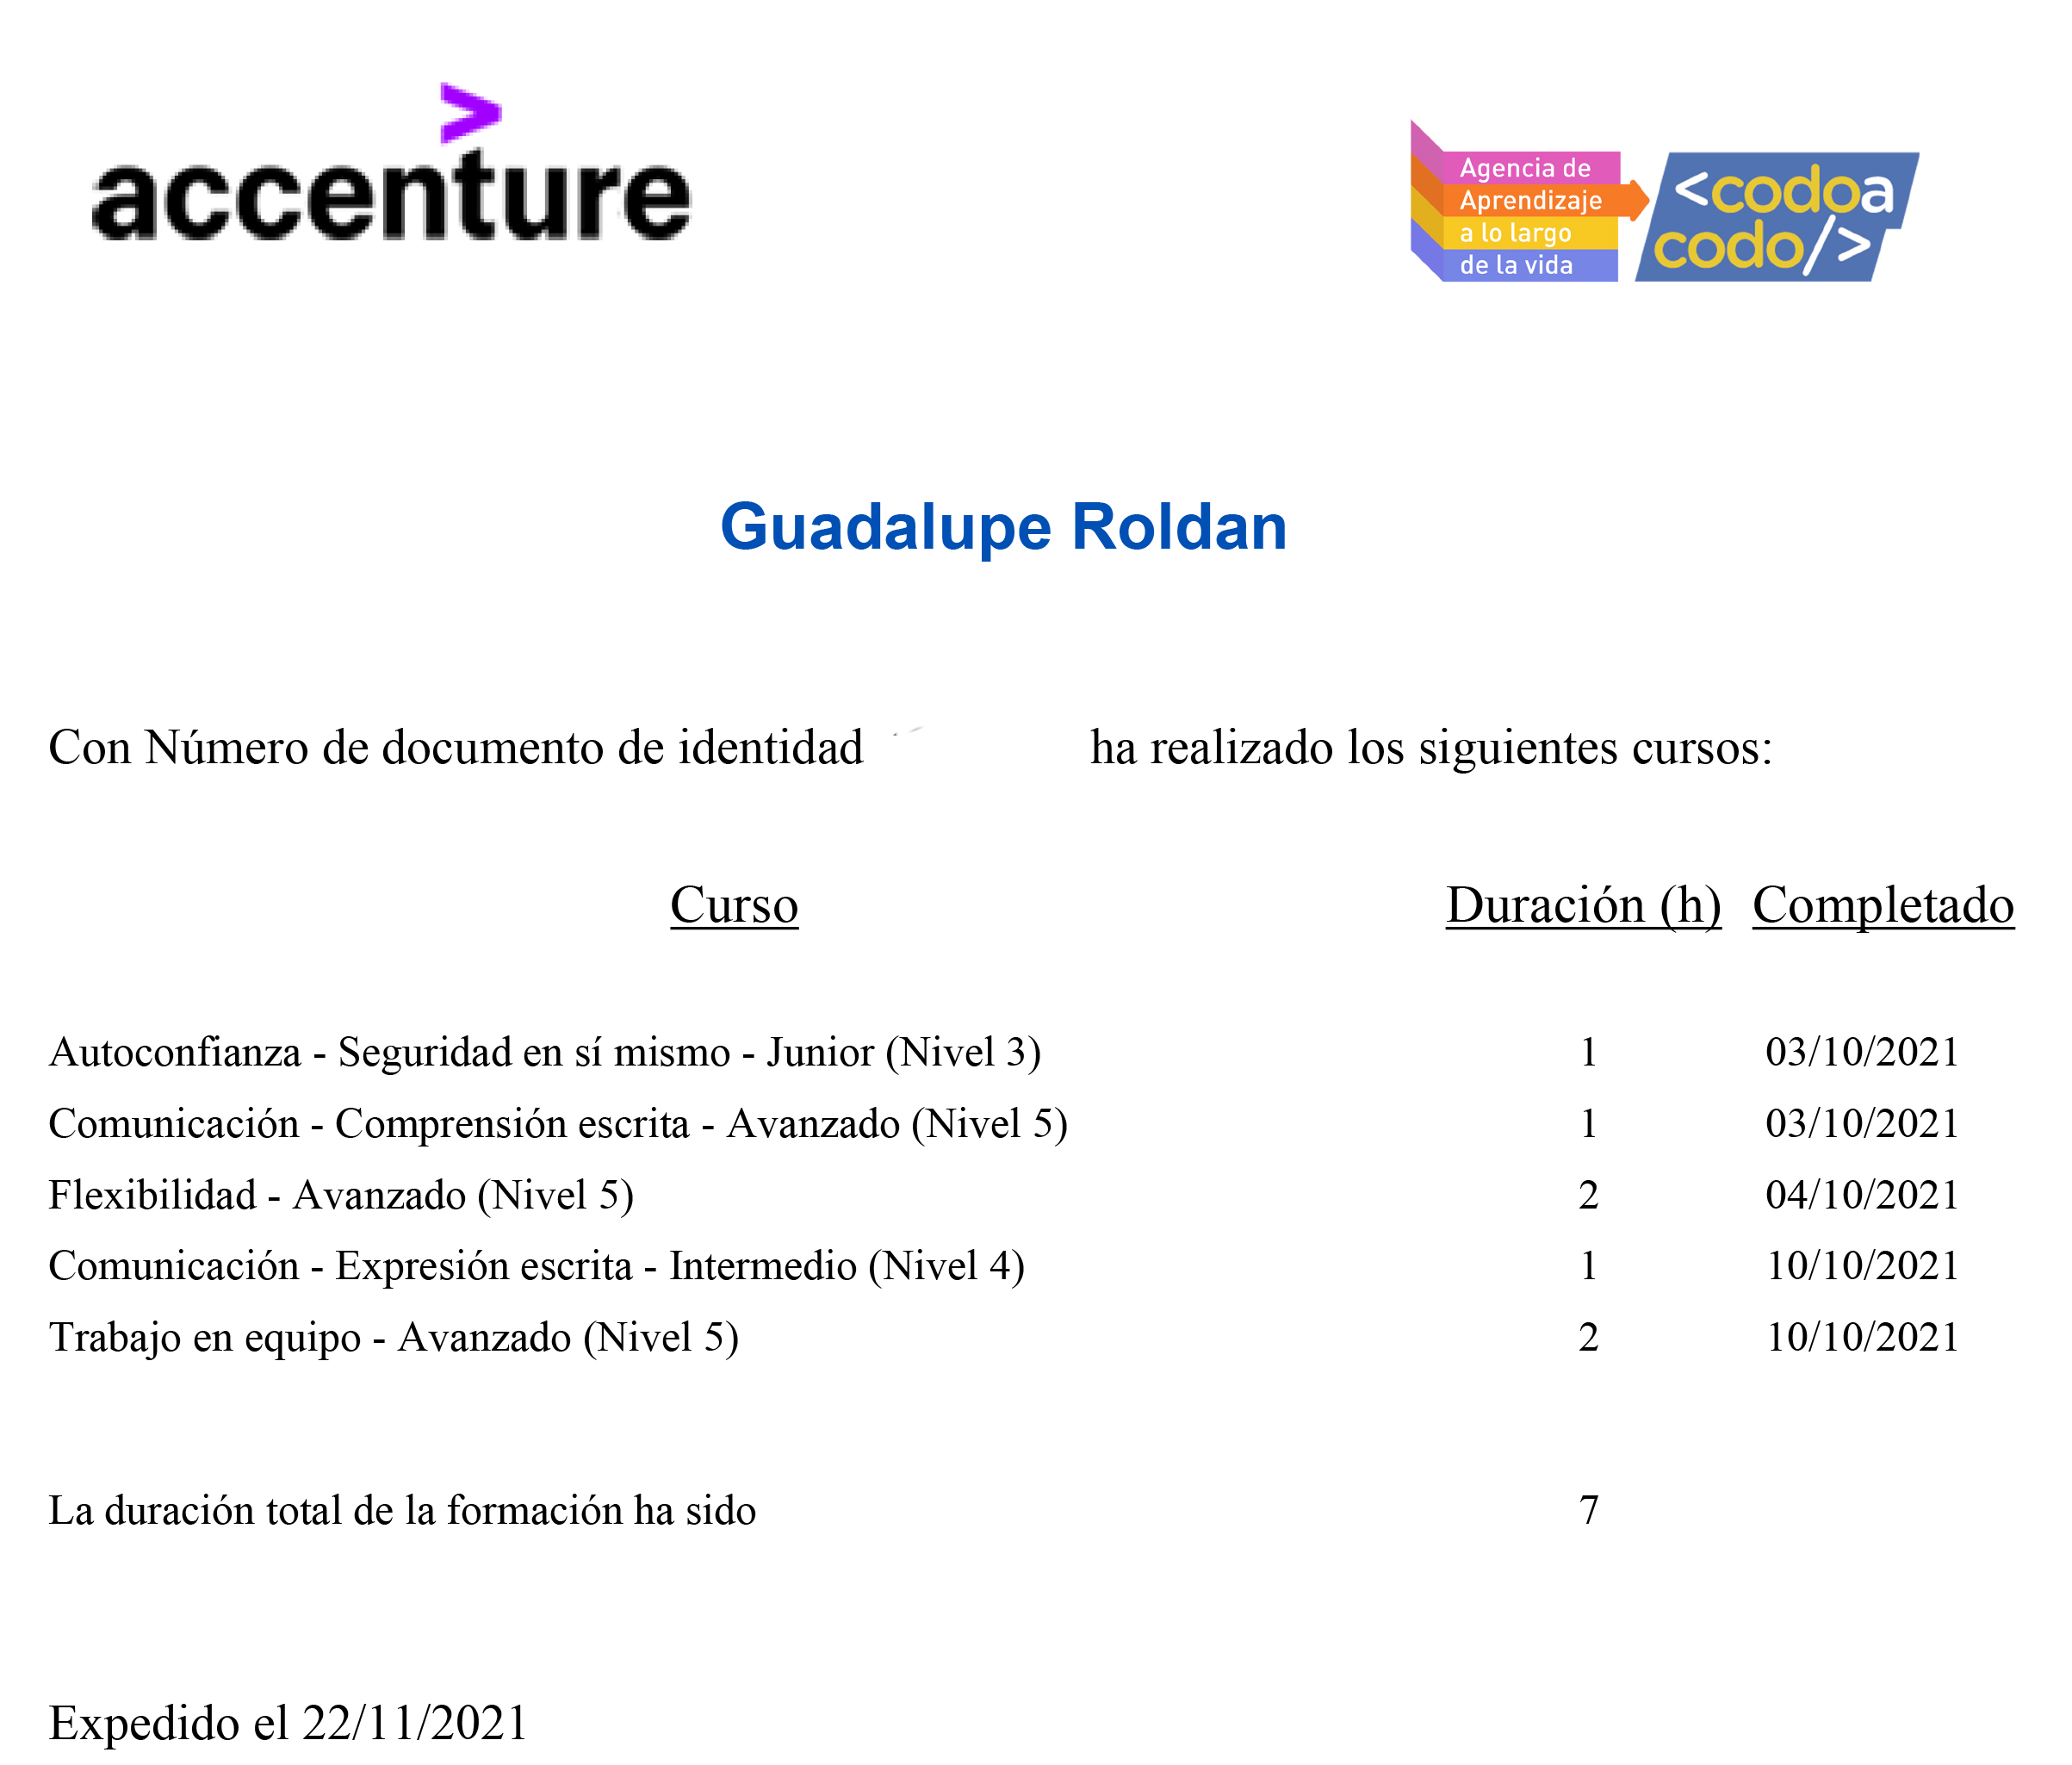 accenture
Agencia de
Aprendizaje
a lo largo
de la vida
<codoa
codo/>
Guadalupe Roldan
Con Número de documento de identidad ha realizado los siguientes cursos:
Curso Duración (h) Completado
Autoconfianza - Seguridad en sí mismo - Junior (Nivel 3) 1 03/10/2021
Comunicación - Comprensión escrita - Avanzado (Nivel 5) 1 03/10/2021
Flexibilidad - Avanzado (Nivel 5) 2 04/10/2021
Comunicación - Expresión escrita - Intermedio (Nivel 4) 1 10/10/2021
Trabajo en equipo - Avanzado (Nivel 5) 2 10/10/2021
La duración total de la formación ha sido 7
Expedido el 22/11/2021